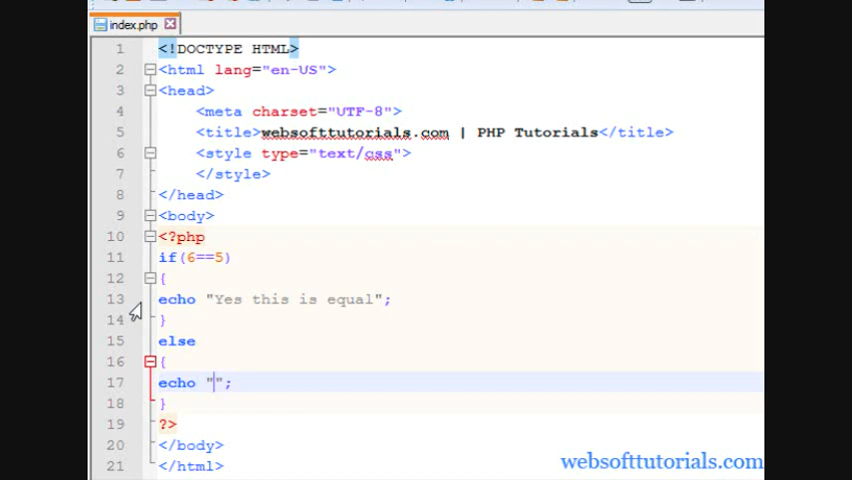 index.php
1 <!DOCTYPE HTML>
2 <html lang="en-US">
3 <head>
4 <meta charset="UTF-8">
5 <title>websofttutorials.com | PHP Tutorials</title>
6 <style type="text/css">
7 </style>
8 </head>
9 <body>
10 <?php
11 if(6==5)
12 {
13 echo "Yes this is equal";
14 }
15 else
16 {
17 echo "";
18 }
19 ?>
20 </body>
21 </html>
websofttutorials.com